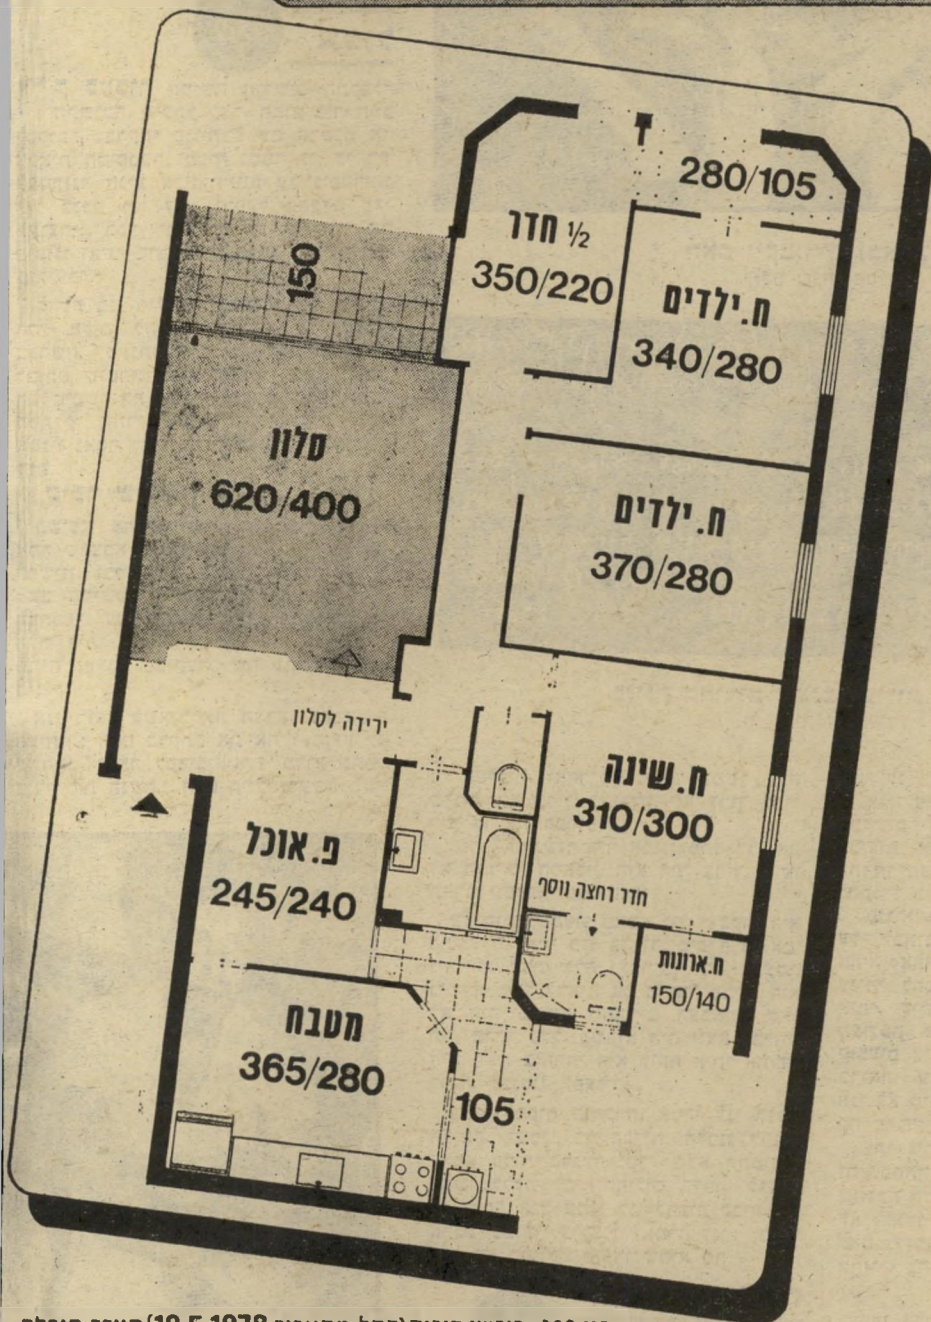 280/105
½ חדר
350/220
ח.ילדים
340/280
150
סלון
620/400
ח.ילדים
370/280
ירידה לסלון
ח.שינה
310/300
פ.אוכל
245/240
חדר רחצה נוסף
ח.ארונות
150/140
מטבח
365/280
105